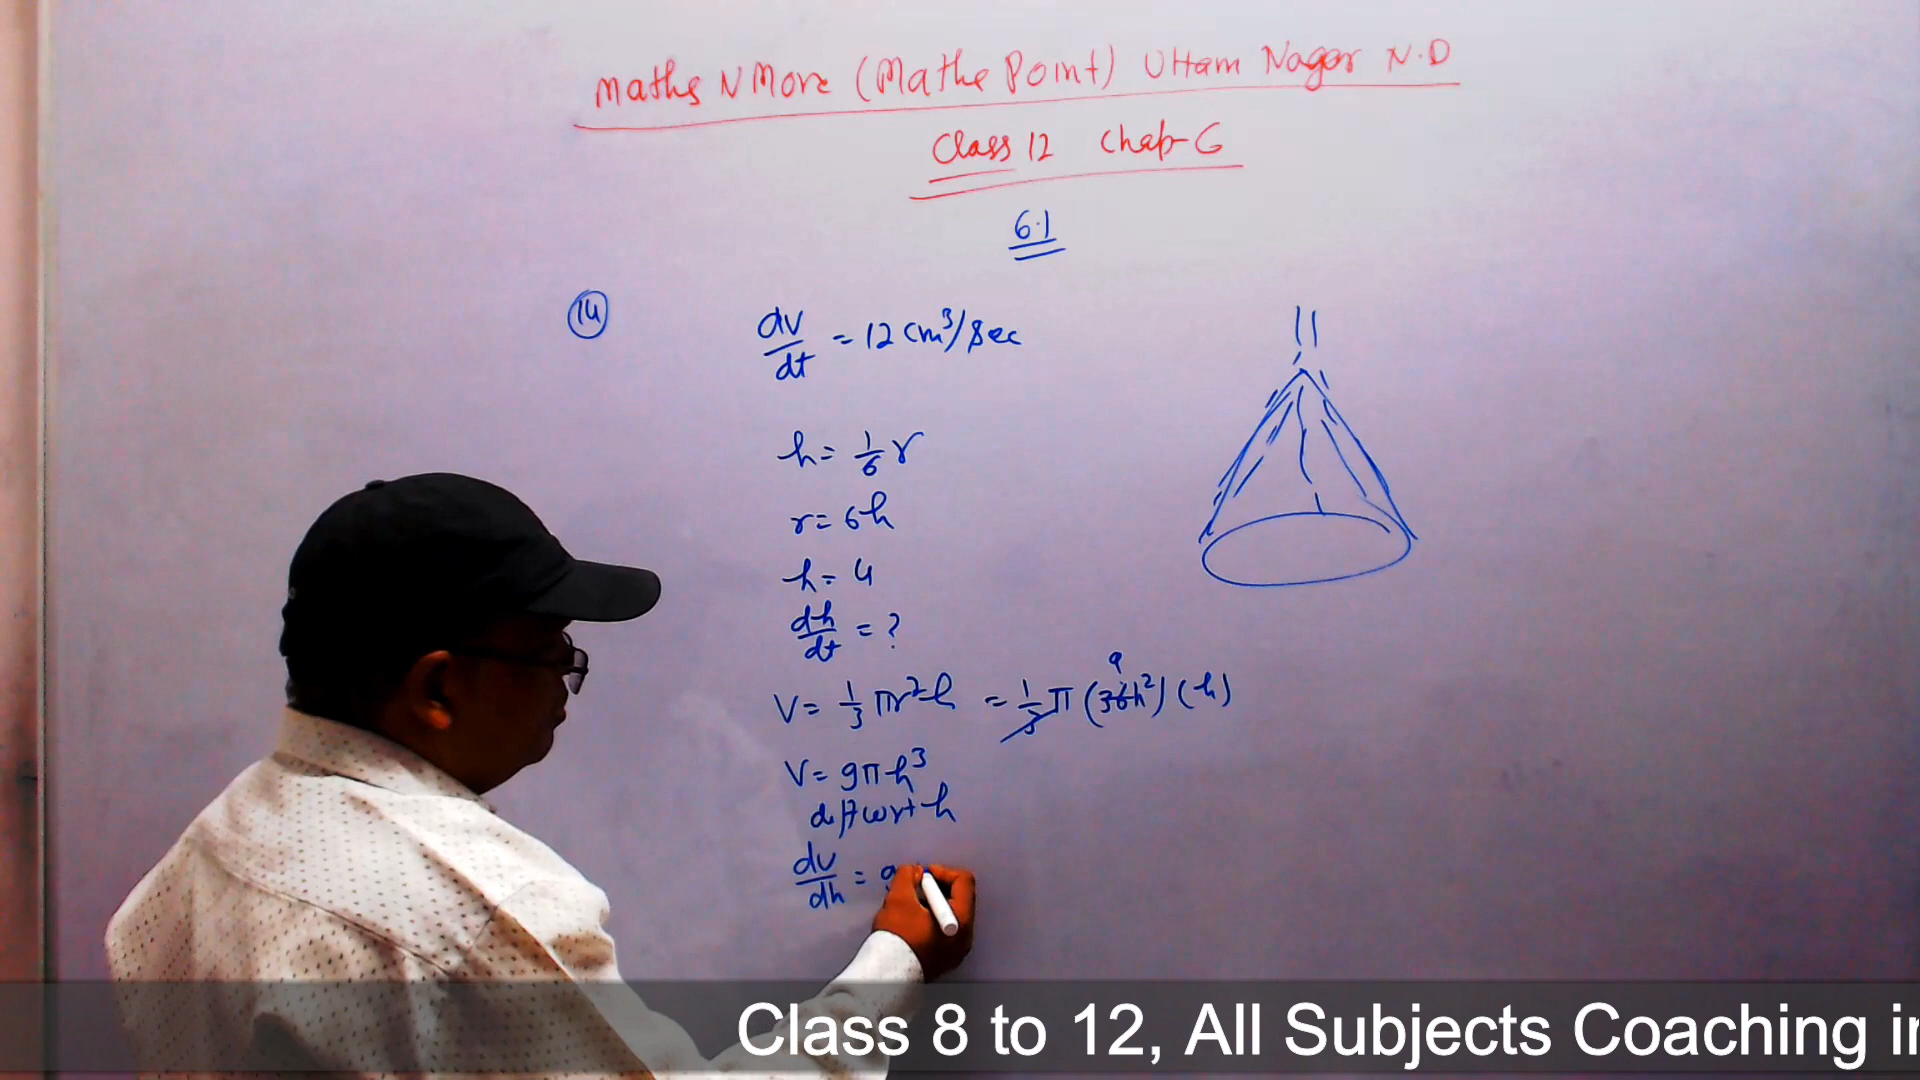 Maths N More (Maths Point) Uttam Nagar N.D
Class 12 Chap-6
6.1
14
dv/dt = 12 cm³/sec
h = 1/6 r
r = 6h
h = 4
dh/dt = ?
V = 1/3 πr²h = 1/3 π (36h²) (h)
V = 9πh³
diff wrt h
dv/dh = 9
Class 8 to 12, All Subjects Coaching